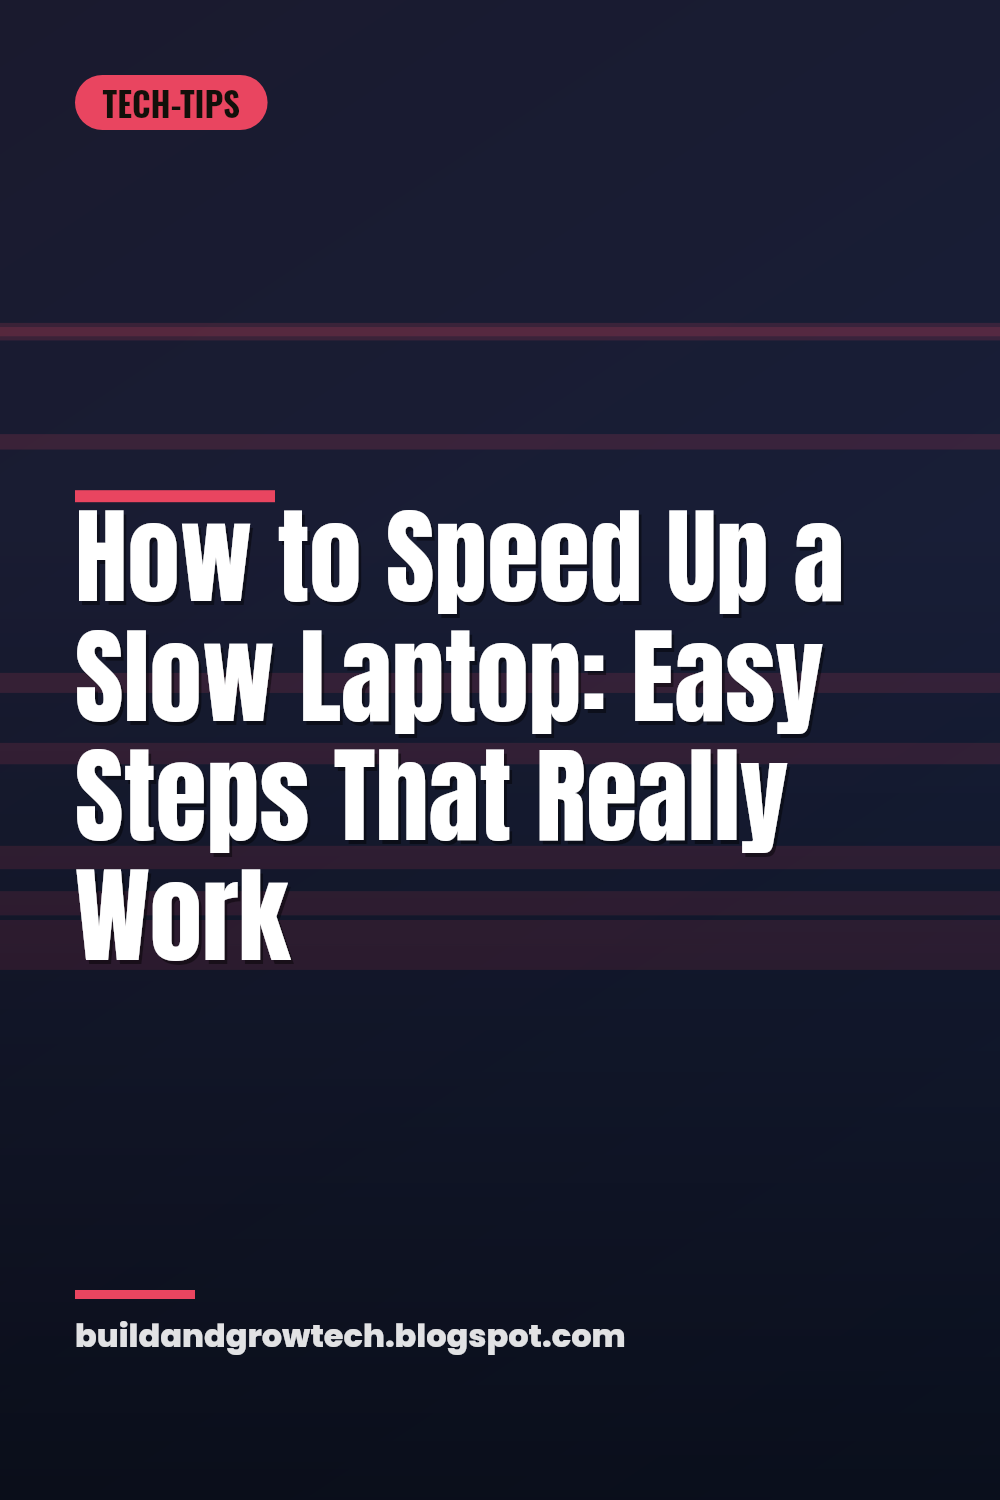 TECH-TIPS
How to Speed Up a
Slow Laptop: Easy
Steps That Really
Work
buildandgrowtech.blogspot.com